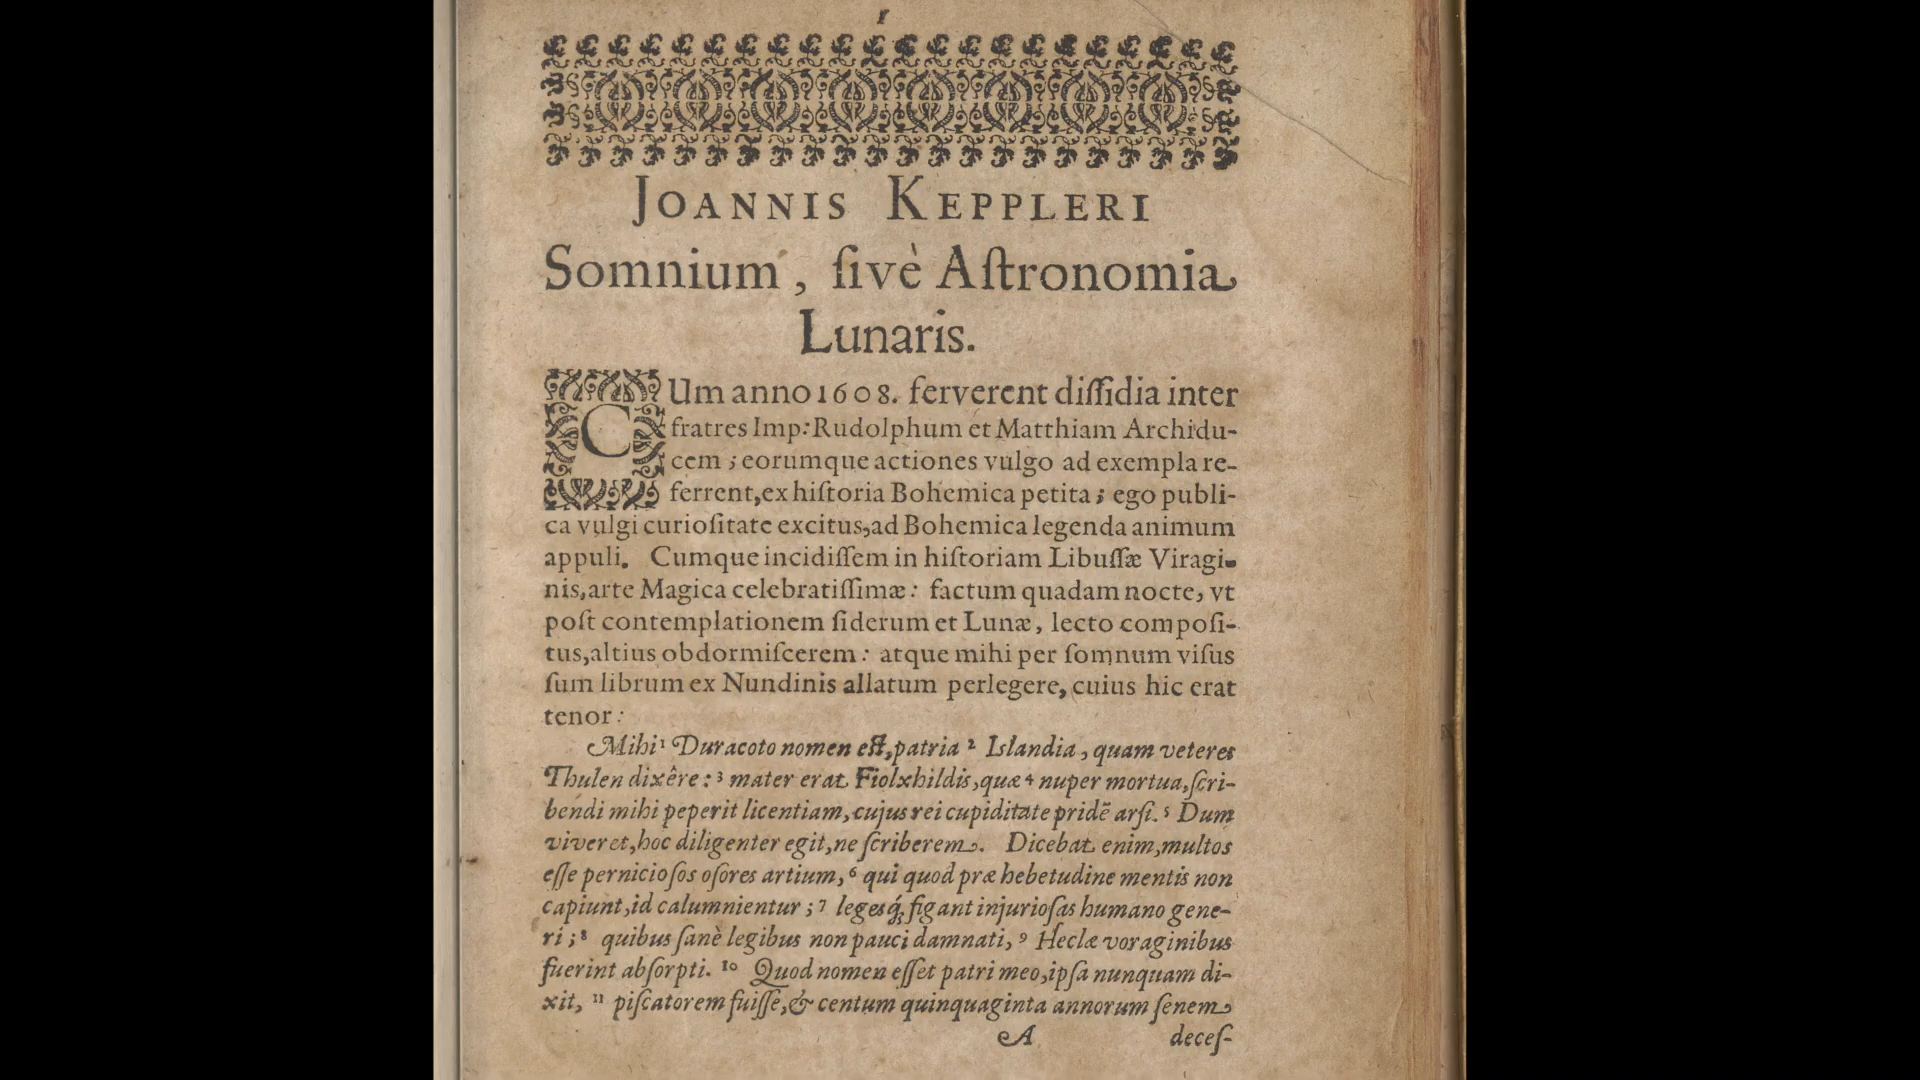 1
JOANNIS KEPPLERI
Somnium, ſivè Aſtronomia
Lunaris.
CUm anno 1608. ferverent diſſidia inter
fratres Imp: Rudolphum et Matthiam Archidu-
cem; eorumque actiones vulgo ad exempla re-
ferrent, ex hiſtoria Bohemica petita; ego publi-
ca vulgi curioſitate excitus, ad Bohemica legenda animum
appuli. Cumque incidiſſem in hiſtoriam Libuſſæ Viragi-
nis, arte Magica celebratiſſimæ: factum quadam nocte, vt
poſt contemplationem ſiderum et Lunæ, lecto compoſi-
tus, altius obdormiſcerem: atque mihi per ſomnum viſus
ſum librum ex Nundinis allatum perlegere, cuius hic erat
tenor:
Mihi ¹ Duracoto nomen eſt, patria ² Islandia, quam veteres
Thulen dixêre: ³ mater erat Fiolxhildis, quæ ⁴ nuper mortua, ſcri-
bendi mihi peperit licentiam, cujus rei cupiditate pridē arſi. ⁵ Dum
viveret, hoc diligenter egit, ne ſcriberem. Dicebat enim, multos
eſſe pernicioſos oſores artium, ⁶ qui quod præ hebetudine mentis non
capiunt, id calumnientur; ⁷ legesq́; figant injurioſas humano gene-
ri; ⁸ quibus ſanè legibus non pauci damnati, ⁹ Heclæ voraginibus
fuerint abſorpti. ¹⁰ Quod nomen eſſet patri meo, ipſa nunquam di-
xit, ¹¹ piſcatorem fuiſſe, & centum quinquaginta annorum ſenem
A deceſ-